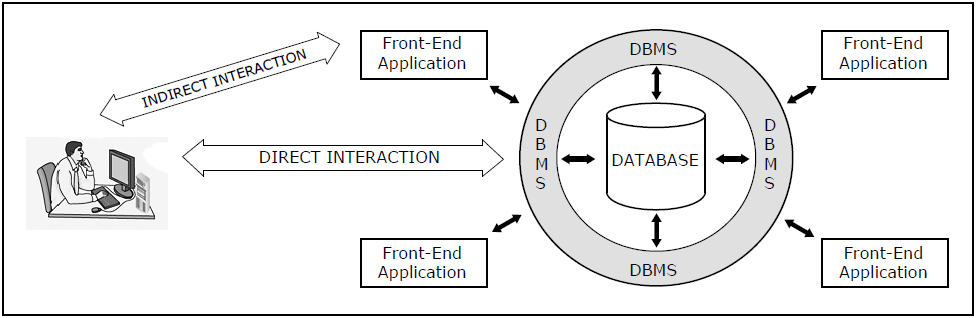 Front-End
Application
DBMS
Front-End
Application
INDIRECT INTERACTION
DIRECT INTERACTION
D
B
M
S
DATABASE
D
B
M
S
Front-End
Application
DBMS
Front-End
Application